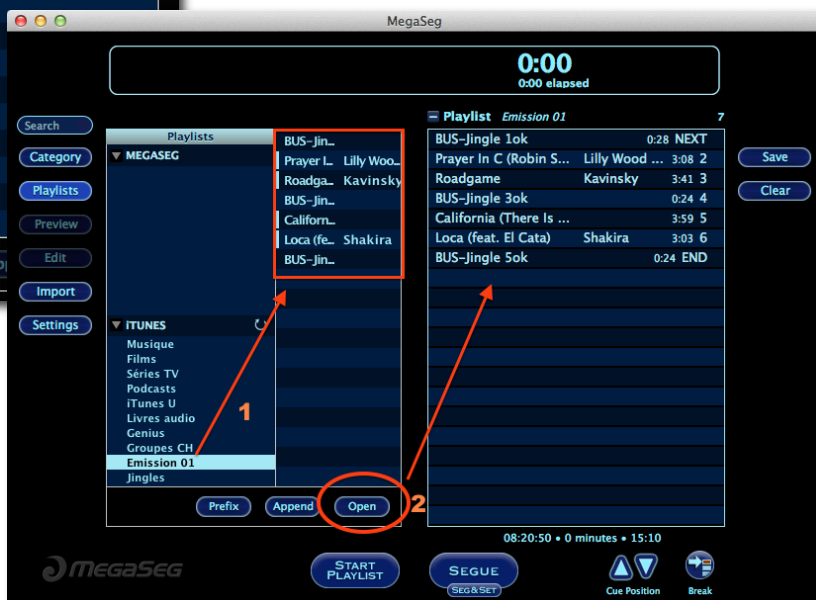 MegaSeg
0:00
0:00 elapsed
Search
Category
Playlists
Preview
Edit
Import
Settings
Playlists
MEGASEG
iTUNES
Musique
Films
Séries TV
Podcasts
iTunes U
Livres audio
Genius
Groupes CH
Emission 01
Jingles
1
BUS-Jin...
Prayer I... Lilly Woo...
Roadga... Kavinsky
BUS-Jin...
Californ...
Loca (fe... Shakira
BUS-Jin...
Prefix Append Open
2
Playlist Emission 01 7
BUS-Jingle 1ok 0:28 NEXT
Prayer In C (Robin S... Lilly Wood ... 3:08 2
Roadgame Kavinsky 3:41 3
BUS-Jingle 3ok 0:24 4
California (There Is ... 3:59 5
Loca (feat. El Cata) Shakira 3:03 6
BUS-Jingle 5ok 0:24 END
Save
Clear
08:20:50 • 0 minutes • 15:10
MEGASEG
START
PLAYLIST
SEGUE
SEG&SET
Cue Position
Break